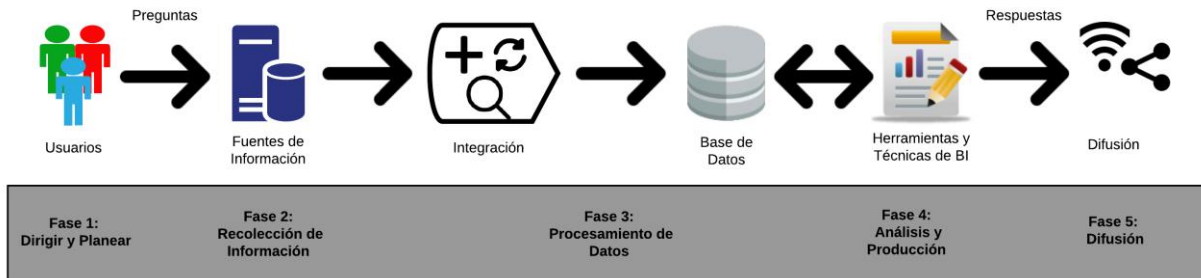 Preguntas
Respuestas
Usuarios
Fuentes de
Información
Integración
Base de
Datos
Herramientas y
Técnicas de BI
Difusión
Fase 1:
Dirigir y Planear
Fase 2:
Recolección de
Información
Fase 3:
Procesamiento de
Datos
Fase 4:
Análisis y
Producción
Fase 5:
Difusión